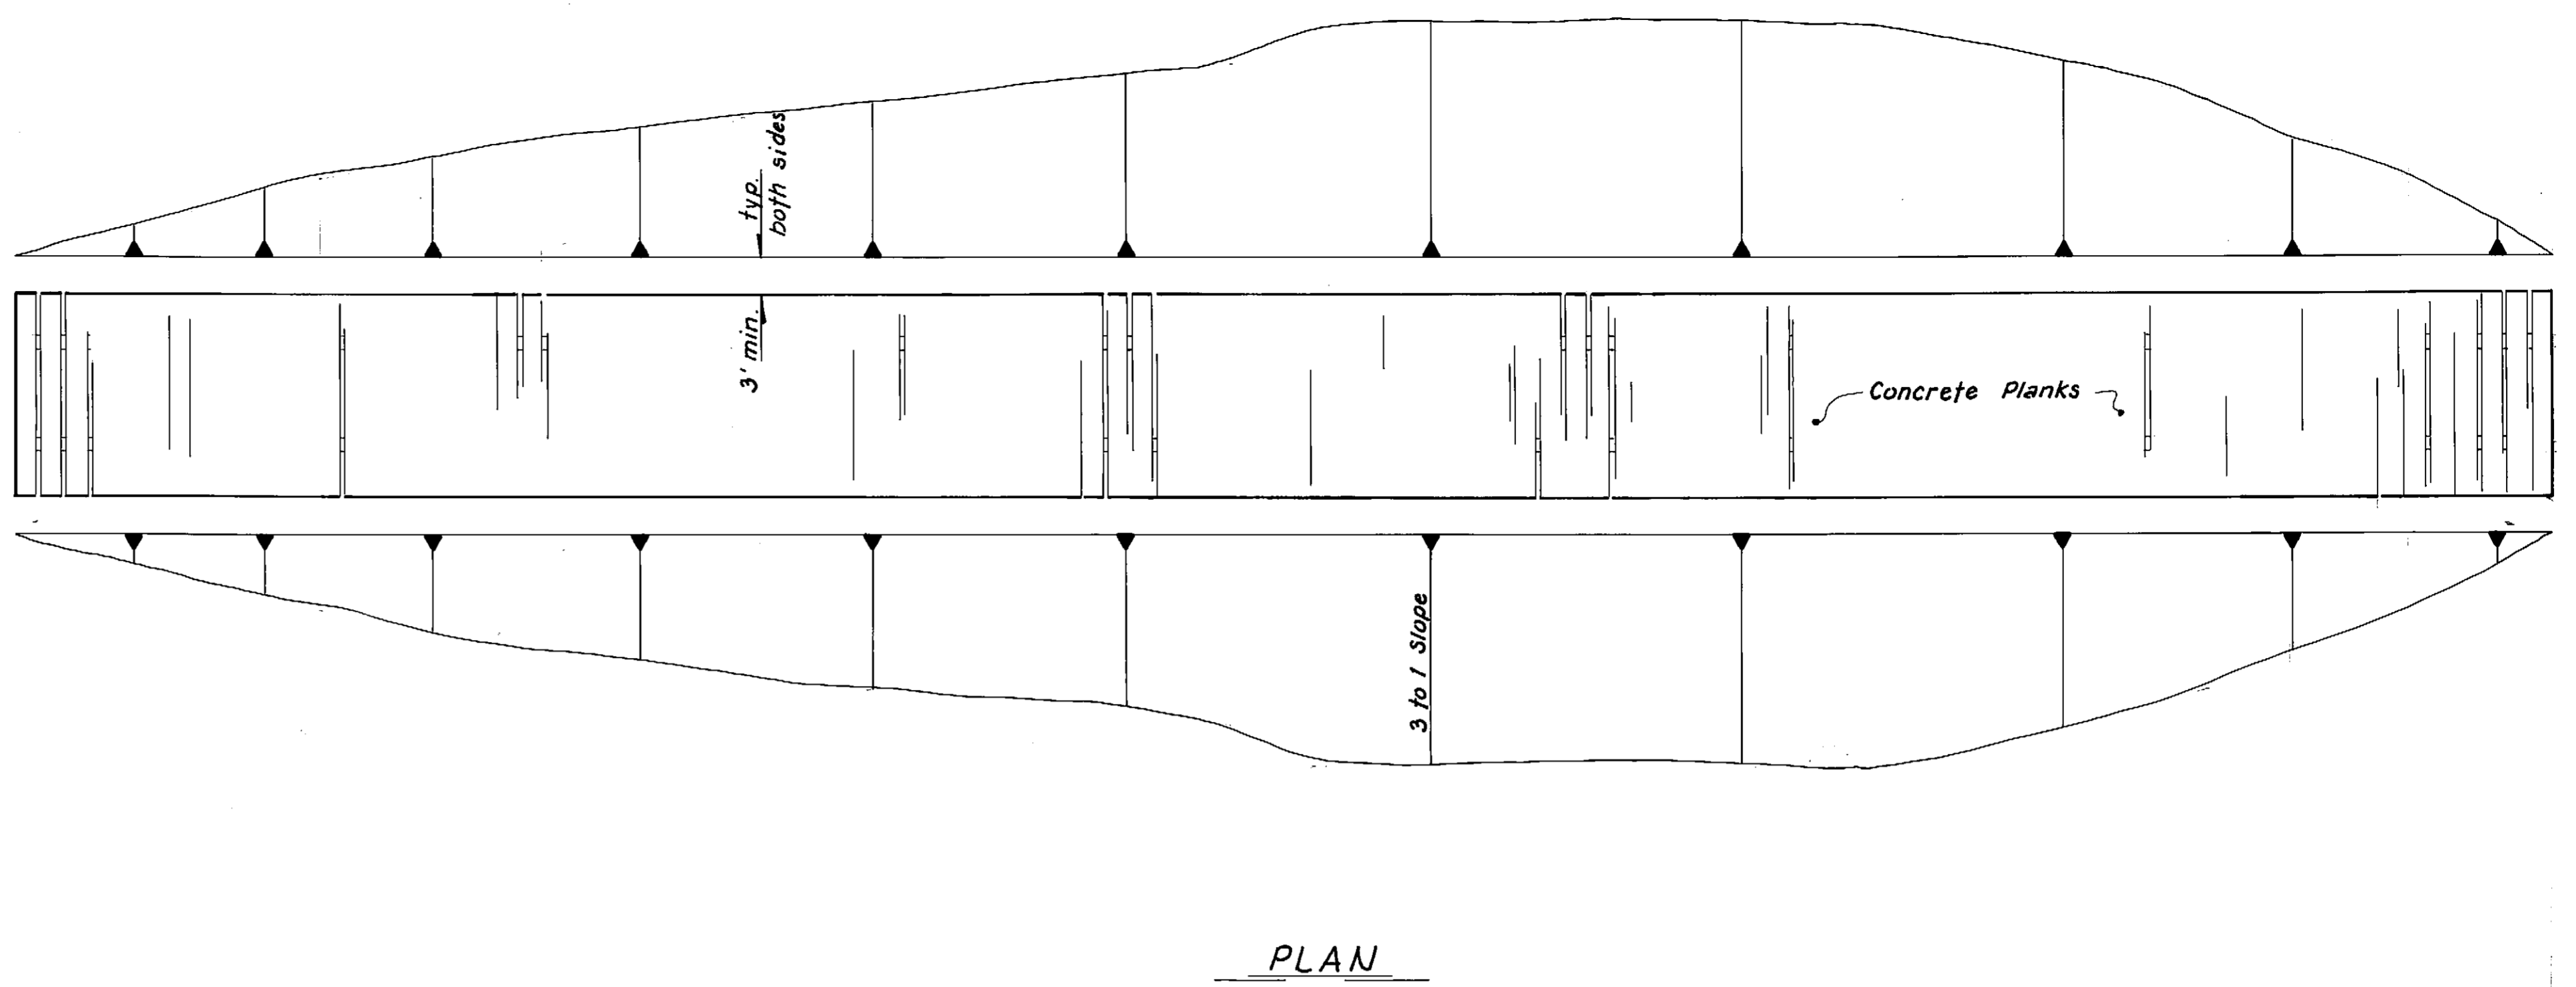 typ.
both sides
3' min.
Concrete Planks
3 to 1 Slope
PLAN